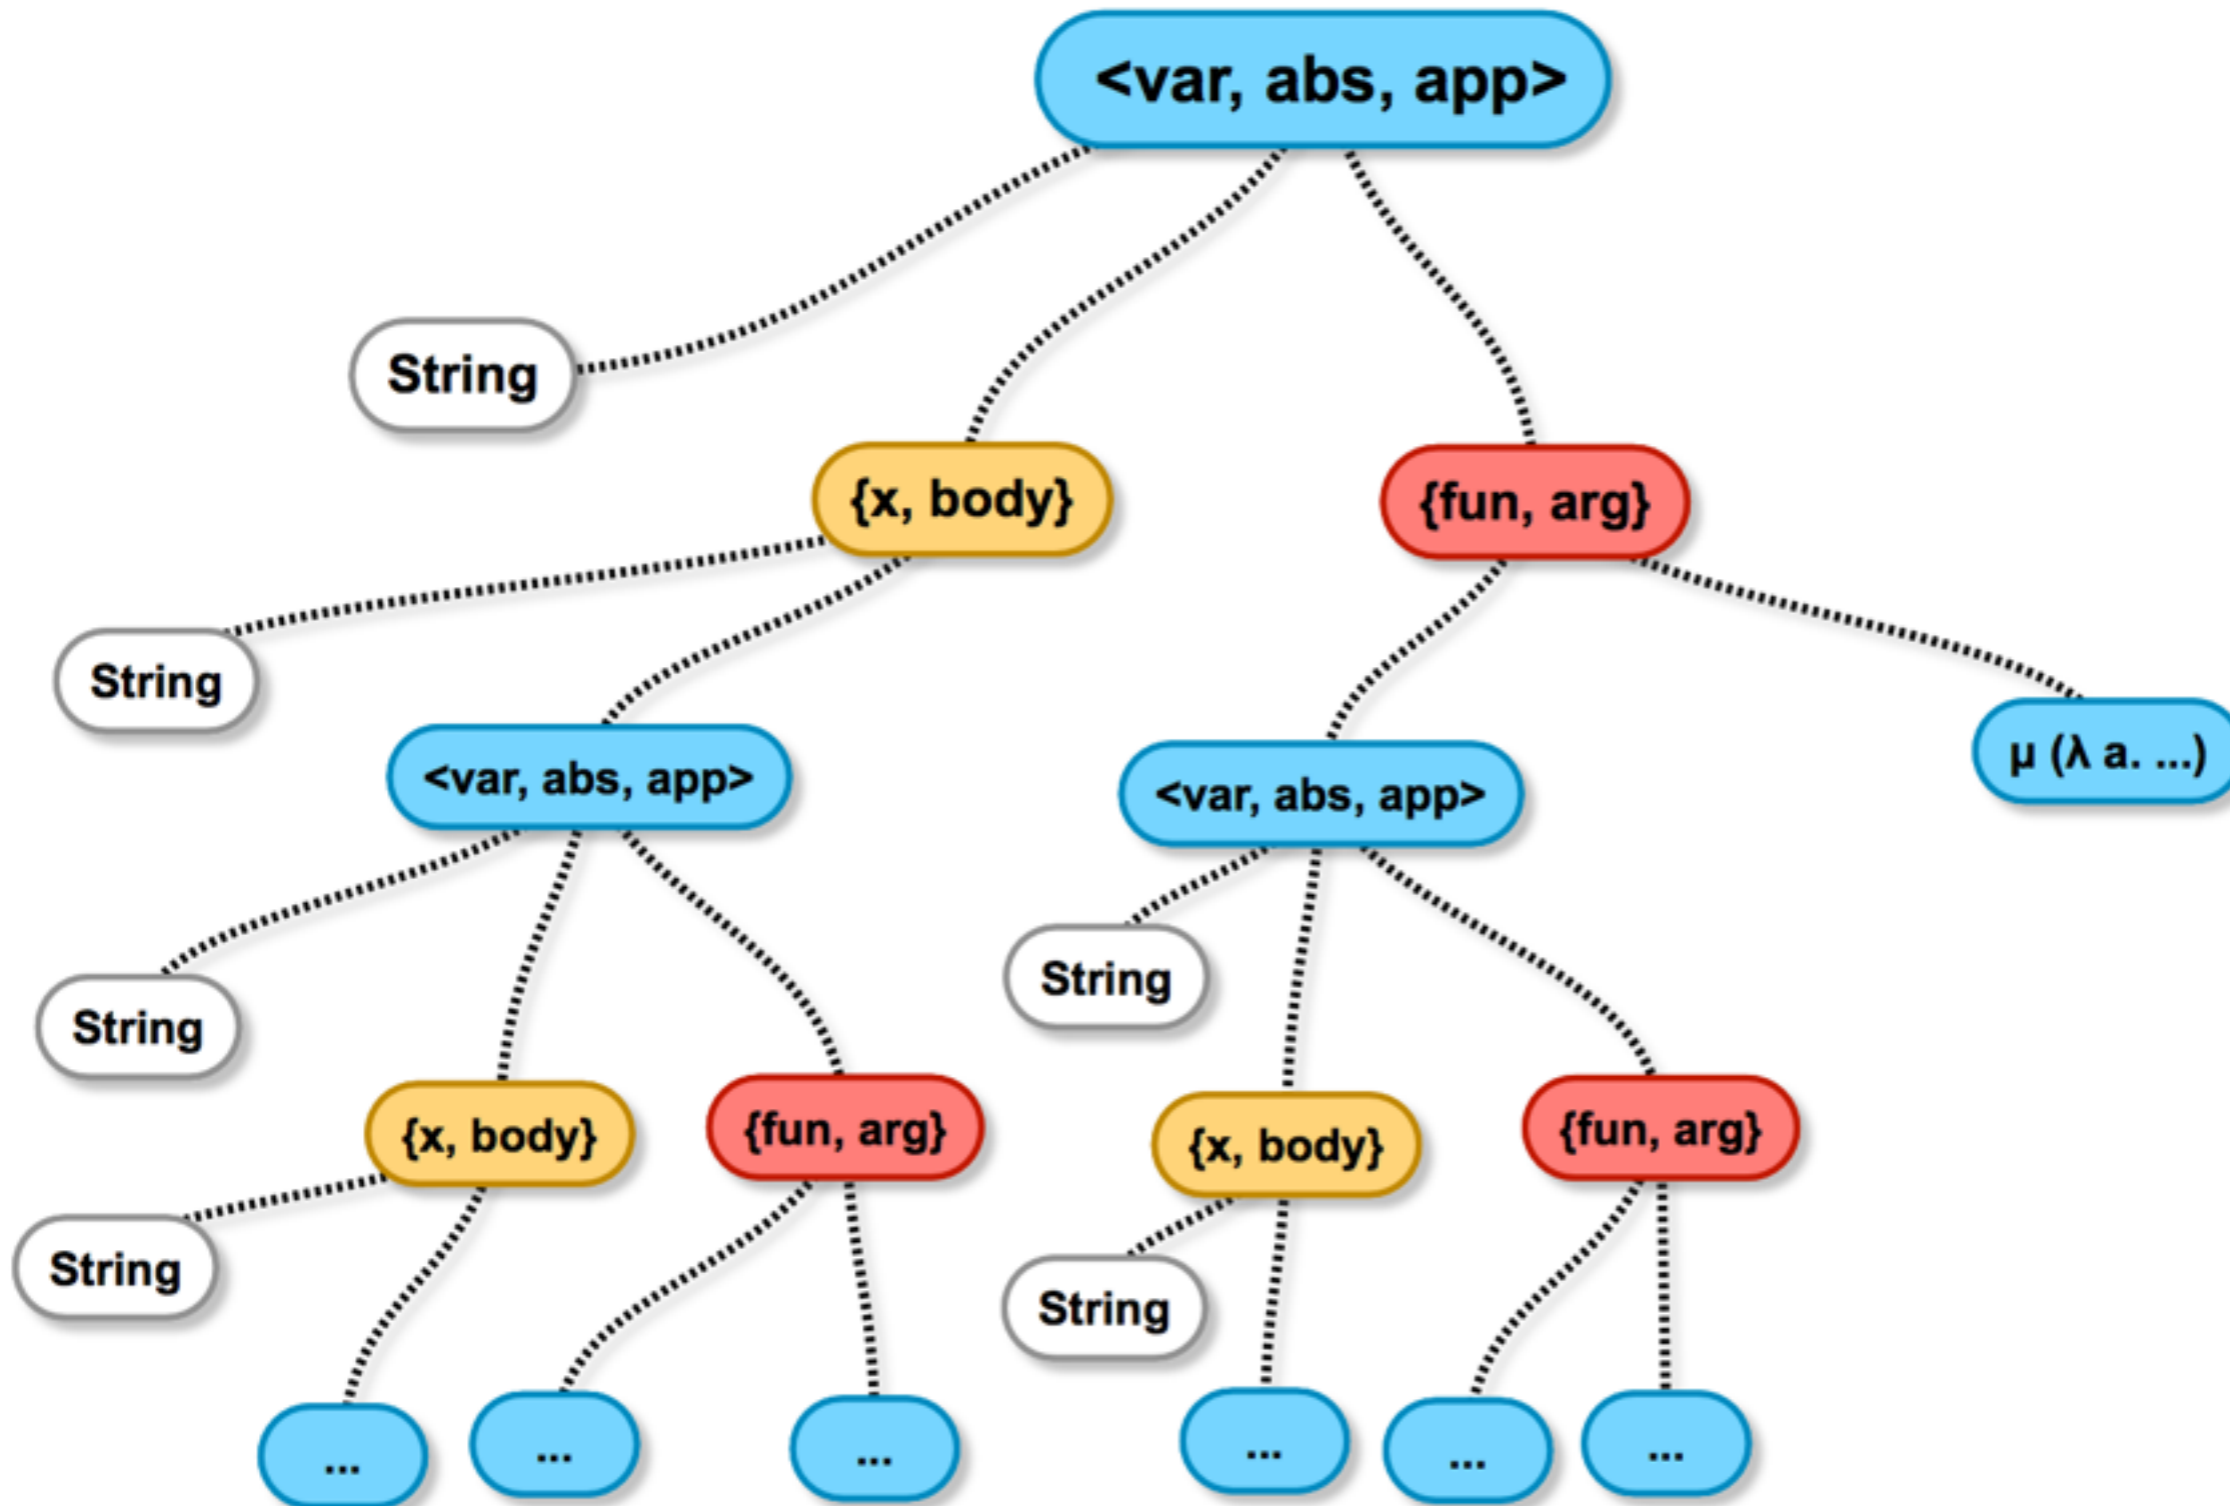 <var, abs, app>
String
{x, body}
{fun, arg}
String
<var, abs, app>
<var, abs, app>
μ (λ a. ...)
String
String
{x, body}
{fun, arg}
{x, body}
{fun, arg}
String
String
...
...
...
...
...
...